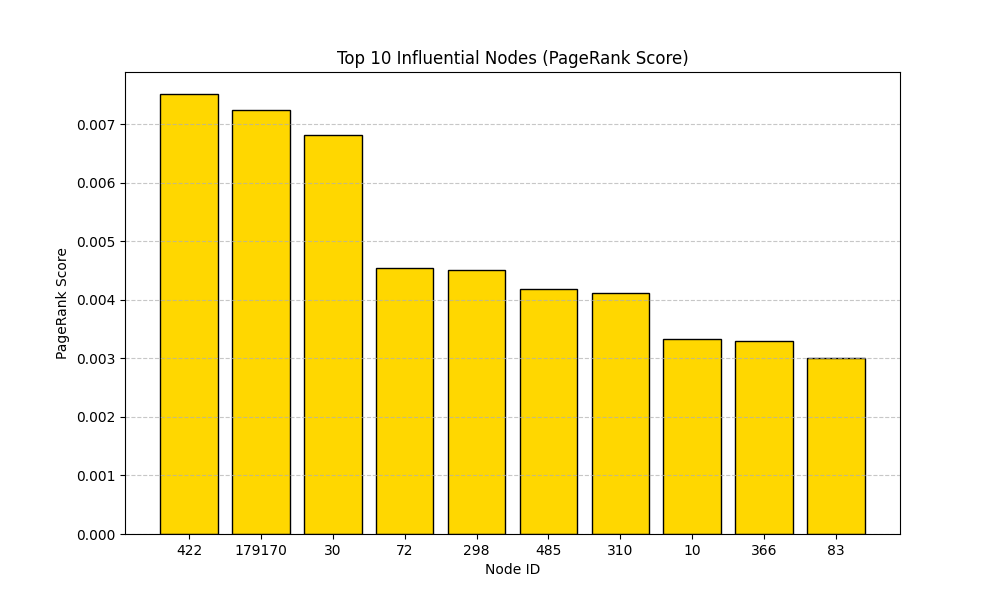 Top 10 Influential Nodes (PageRank Score)
PageRank Score
0.007
0.006
0.005
0.004
0.003
0.002
0.001
0.000
422 179170 30 72 298 485 310 10 366 83
Node ID